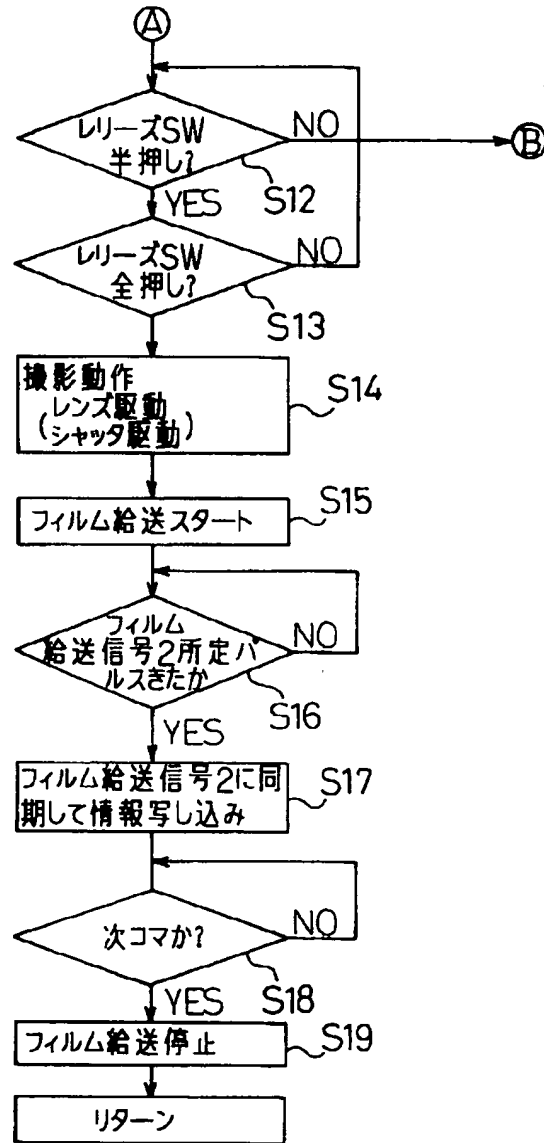 A
レリーズSW
半押し?
NO
B
S12
YES
レリーズSW
全押し?
NO
S13
撮影動作
レンズ駆動
(シャッタ駆動)
S14
フィルム給送スタート
S15
フィルム
給送信号2所定パ
ルスきたか
NO
S16
YES
フィルム給送信号2に同
期して情報写し込み
S17
次コマか?
NO
S18
YES
フィルム給送停止
S19
リターン